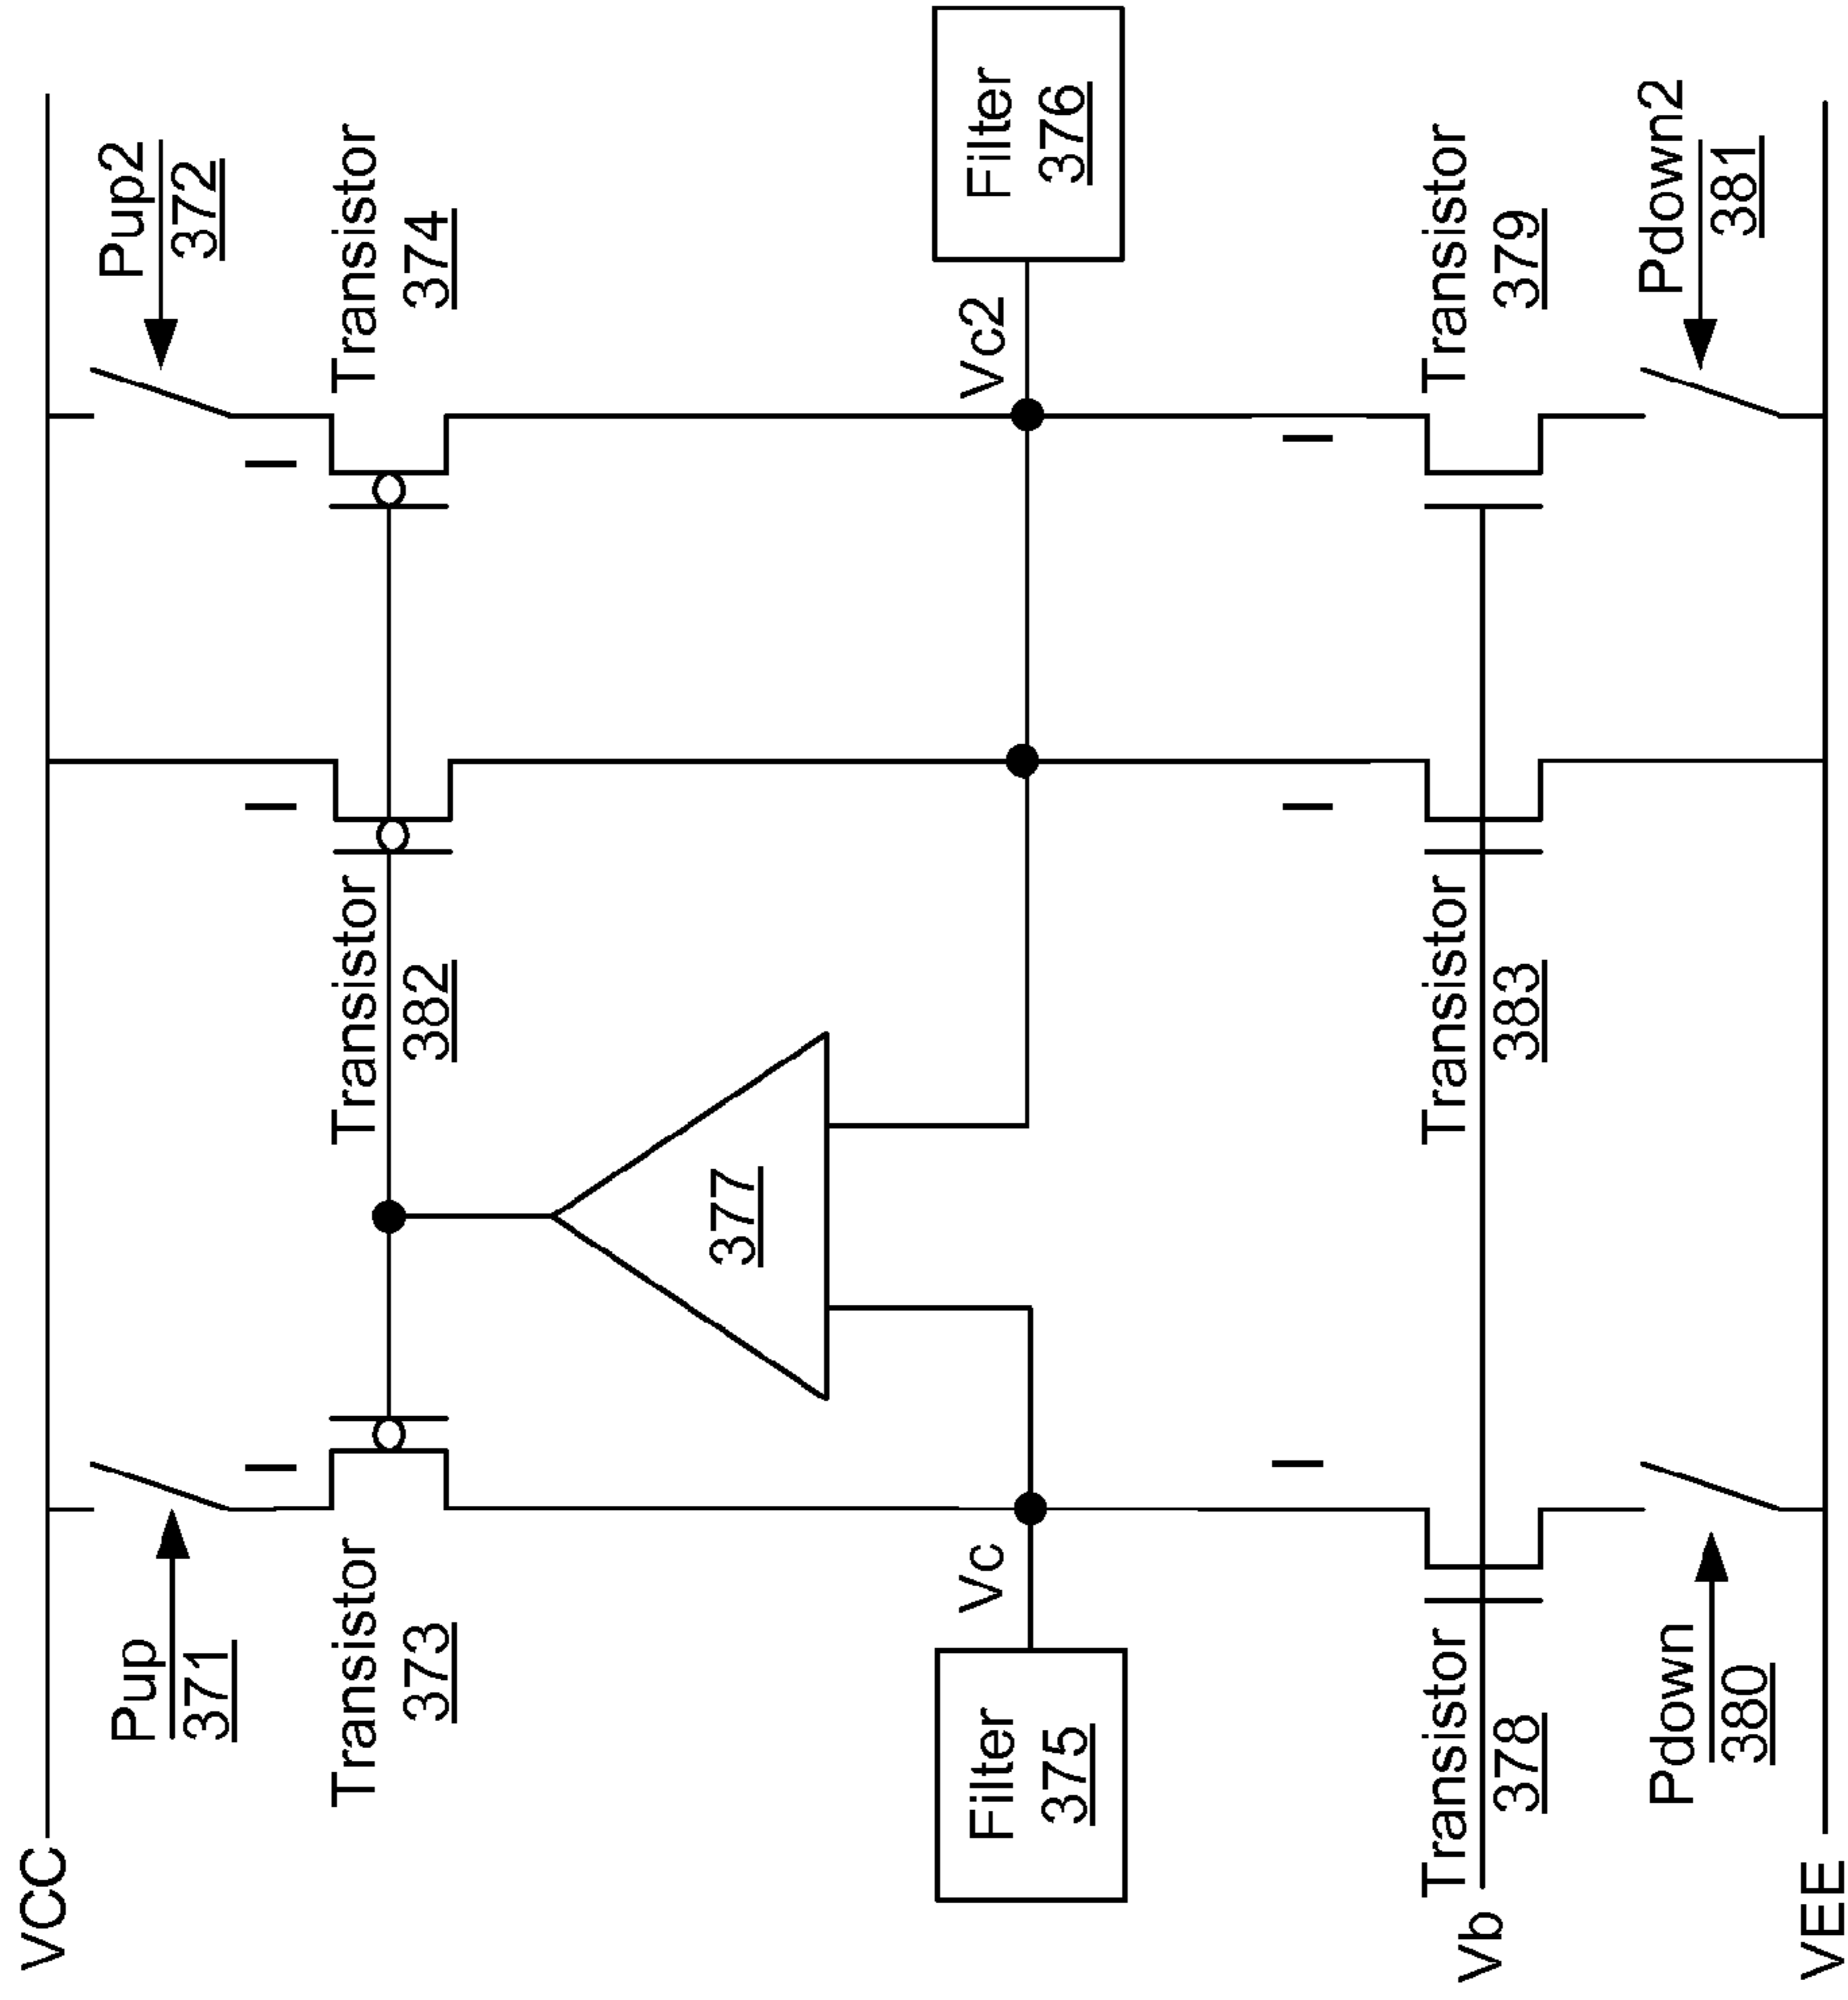 VCC
Pup
371
Pup2
372
I
I
I
Transistor
373
Transistor
382
Transistor
374
377
Vc
Vc2
Filter
375
Filter
376
I
I
I
Transistor
378
Transistor
383
Transistor
379
Vb
Pdown
380
Pdown2
381
VEE